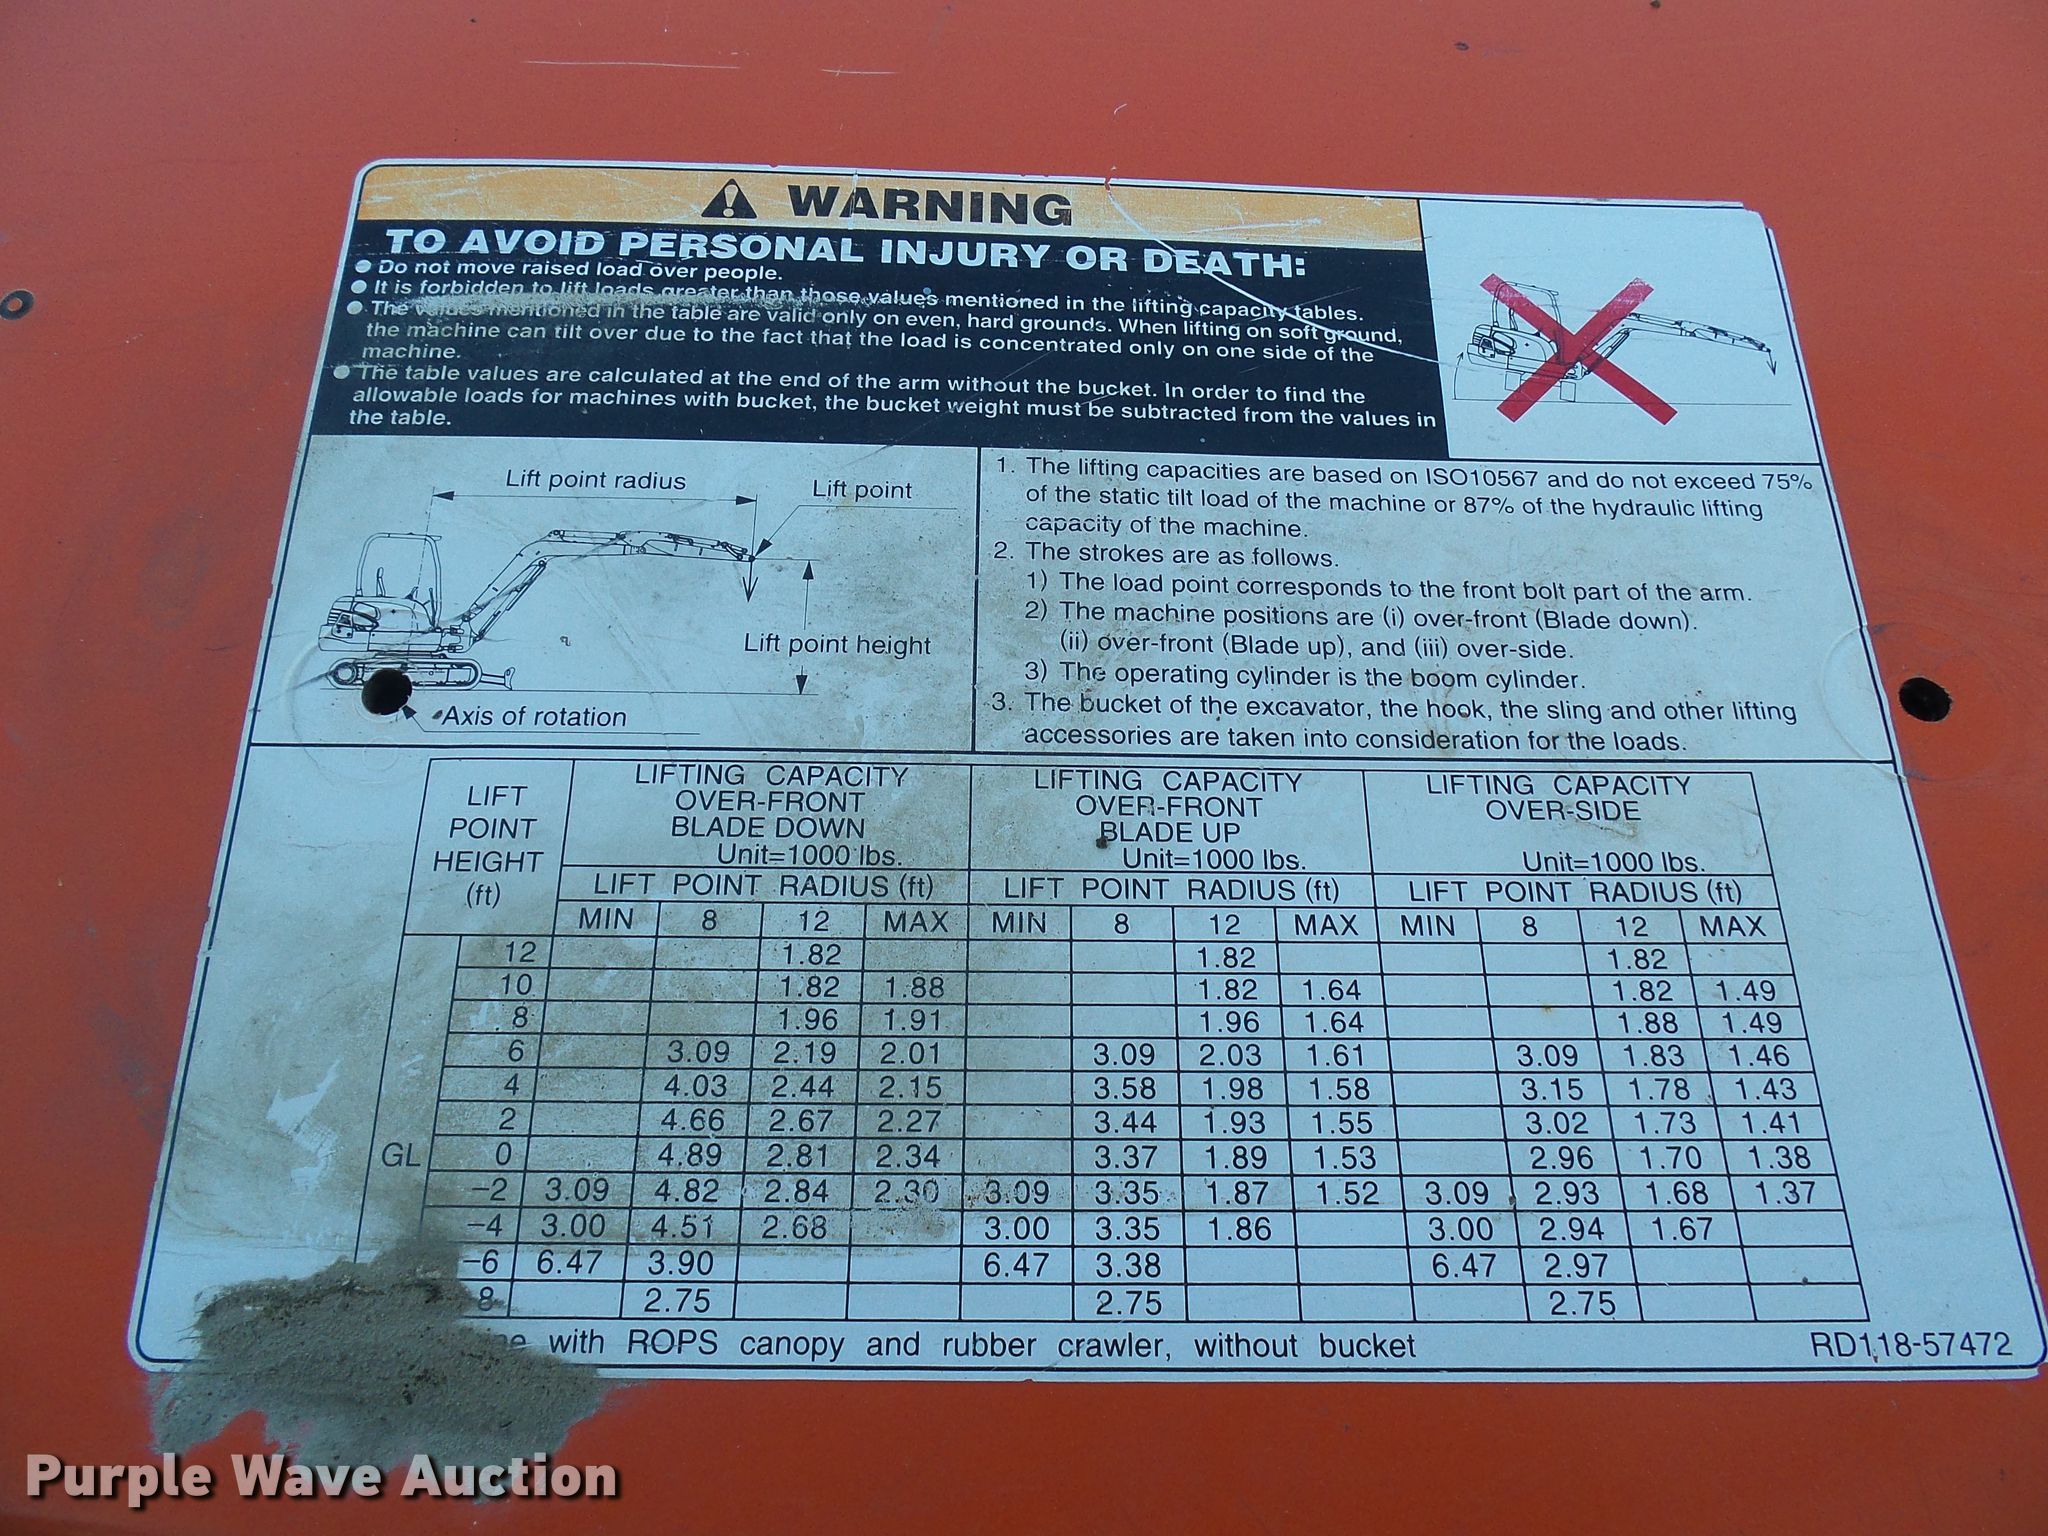 WARNING
TO AVOID PERSONAL INJURY OR DEATH:
● Do not move raised load over people.
● It is forbidden to lift loads greater than those values mentioned in the lifting capacity tables.
● The values mentioned in the table are valid only on even, hard grounds. When lifting on soft ground,
the machine can tilt over due to the fact that the load is concentrated only on one side of the
machine.
● The table values are calculated at the end of the arm without the bucket. In order to find the
allowable loads for machines with bucket, the bucket weight must be subtracted from the values in
the table.
Lift point radius
Lift point
Lift point height
Axis of rotation
1. The lifting capacities are based on ISO10567 and do not exceed 75%
of the static tilt load of the machine or 87% of the hydraulic lifting
capacity of the machine.
2. The strokes are as follows.
1) The load point corresponds to the front bolt part of the arm.
2) The machine positions are (i) over-front (Blade down).
(ii) over-front (Blade up), and (iii) over-side.
3) The operating cylinder is the boom cylinder.
3. The bucket of the excavator, the hook, the sling and other lifting
accessories are taken into consideration for the loads.
LIFT
POINT
HEIGHT
(ft)
LIFTING CAPACITY
OVER-FRONT
BLADE DOWN
Unit=1000 lbs.
LIFTING CAPACITY
OVER-FRONT
BLADE UP
Unit=1000 lbs.
LIFTING CAPACITY
OVER-SIDE
Unit=1000 lbs.
LIFT POINT RADIUS (ft) LIFT POINT RADIUS (ft) LIFT POINT RADIUS (ft)
MIN 8 12 MAX MIN 8 12 MAX MIN 8 12 MAX
12 1.82 1.82 1.82
10 1.82 1.88 1.82 1.64 1.82 1.49
8 1.96 1.91 1.96 1.64 1.88 1.49
6 3.09 2.19 2.01 3.09 2.03 1.61 3.09 1.83 1.46
4 4.03 2.44 2.15 3.58 1.98 1.58 3.15 1.78 1.43
2 4.66 2.67 2.27 3.44 1.93 1.55 3.02 1.73 1.41
GL 0 4.89 2.81 2.34 3.37 1.89 1.53 2.96 1.70 1.38
−2 3.09 4.82 2.84 2.30 3.09 3.35 1.87 1.52 3.09 2.93 1.68 1.37
−4 3.00 4.51 2.68 3.00 3.35 1.86 3.00 2.94 1.67
−6 6.47 3.90 6.47 3.38 6.47 2.97
8 2.75 2.75 2.75
with ROPS canopy and rubber crawler, without bucket
RD118-57472
Purple Wave Auction